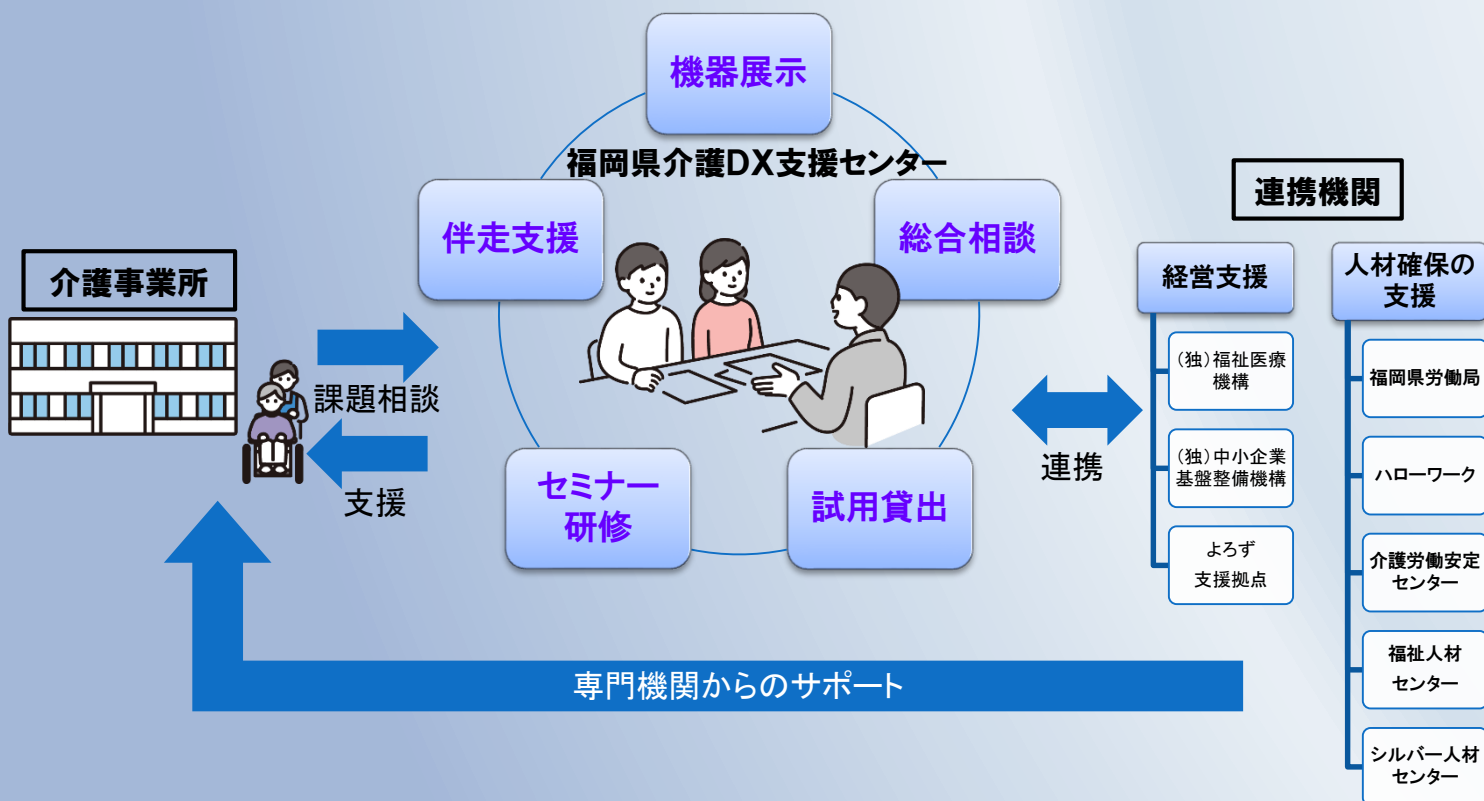 機器展示
福岡県介護DX支援センター
伴走支援
総合相談
セミナー
研修
試用貸出
介護事業所
課題相談
支援
連携
連携機関
経営支援
(独)福祉医療
機構
(独)中小企業
基盤整備機構
よろず
支援拠点
人材確保の
支援
福岡県労働局
ハローワーク
介護労働安定
センター
福祉人材
センター
シルバー人材
センター
専門機関からのサポート